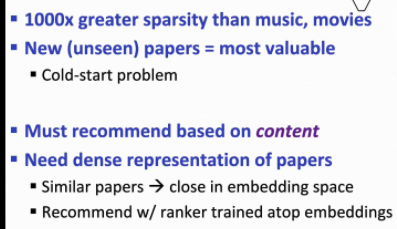 ▪ 1000x greater sparsity than music, movies
▪ New (unseen) papers = most valuable
▪ Cold-start problem
▪ Must recommend based on content
▪ Need dense representation of papers
▪ Similar papers → close in embedding space
▪ Recommend w/ ranker trained atop embeddings